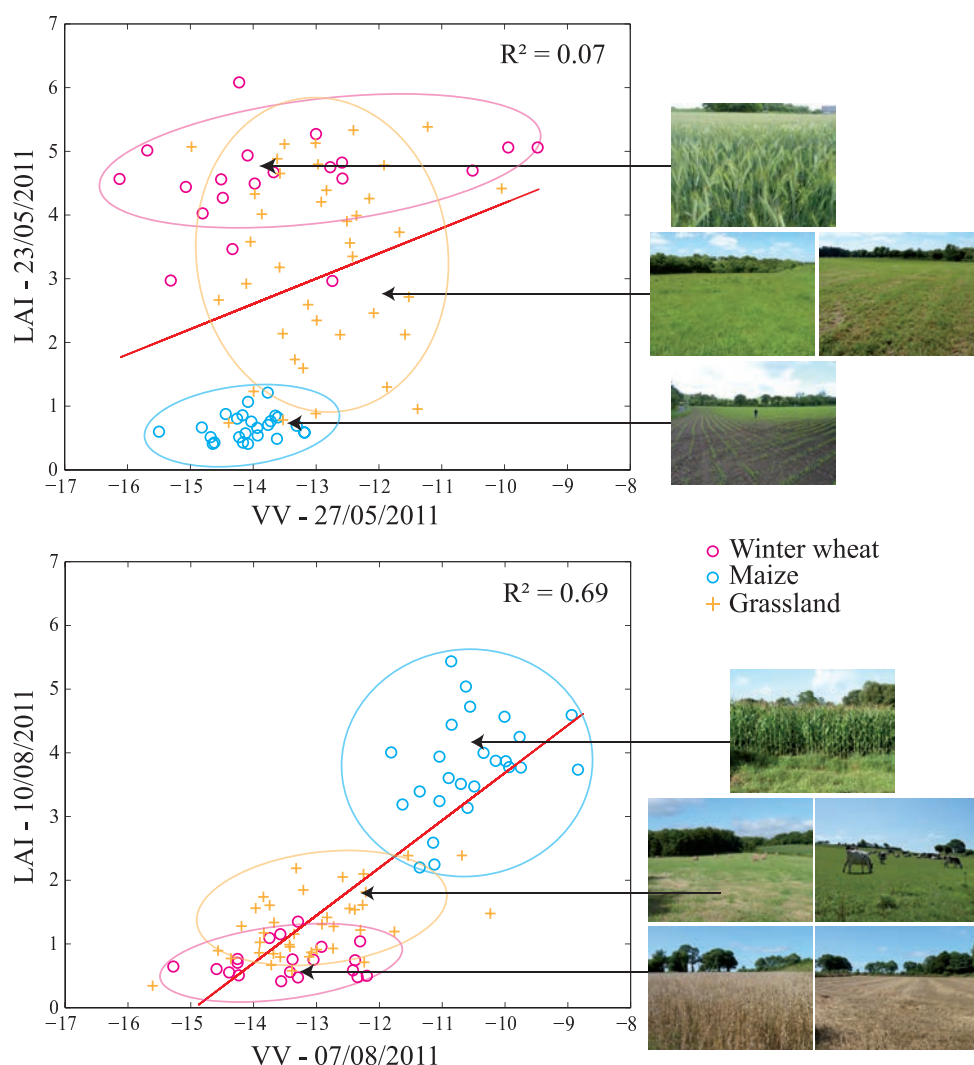 7
6
5
4
3
2
1
0
LAI - 23/05/2011
R² = 0.07
−17 −16 −15 −14 −13 −12 −11 −10 −9 −8
VV - 27/05/2011
Winter wheat
Maize
Grassland
7
6
5
4
3
2
1
0
LAI - 10/08/2011
R² = 0.69
−17 −16 −15 −14 −13 −12 −11 −10 −9 −8
VV - 07/08/2011